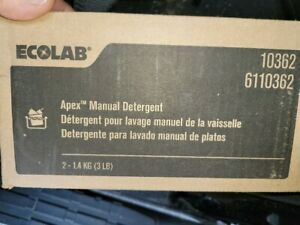 ECOLAB®
10362
6110362
Apex™ Manual Detergent
Détergent pour lavage manuel de la vaisselle
Detergente para lavado manual de platos
2 - 1.4 KG (3 LB)